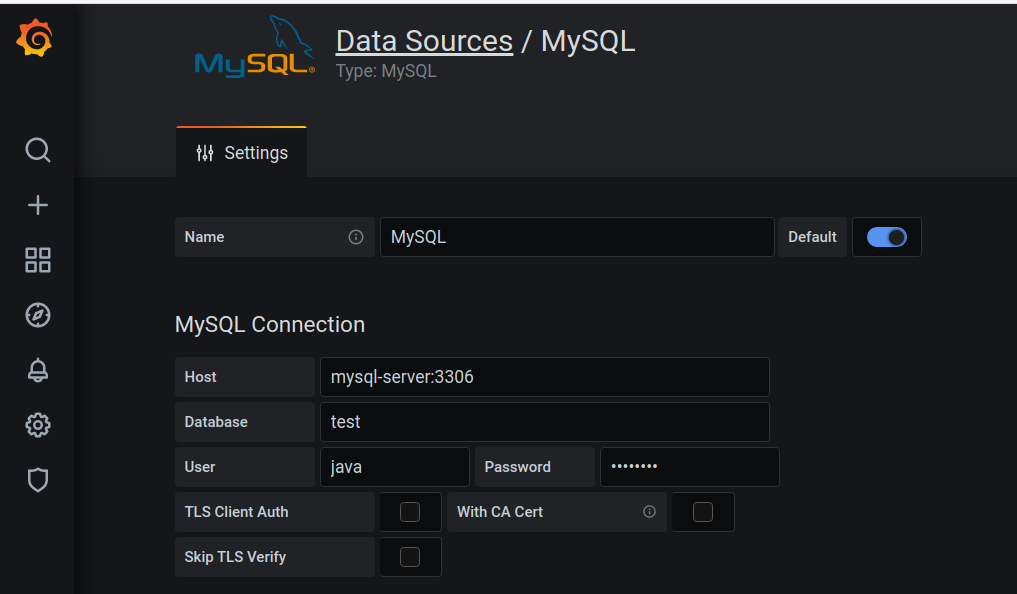 MySQL®
Data Sources / MySQL
Type: MySQL
Settings
Name MySQL Default
MySQL Connection
Host mysql-server:3306
Database test
User java Password ••••••••
TLS Client Auth With CA Cert
Skip TLS Verify